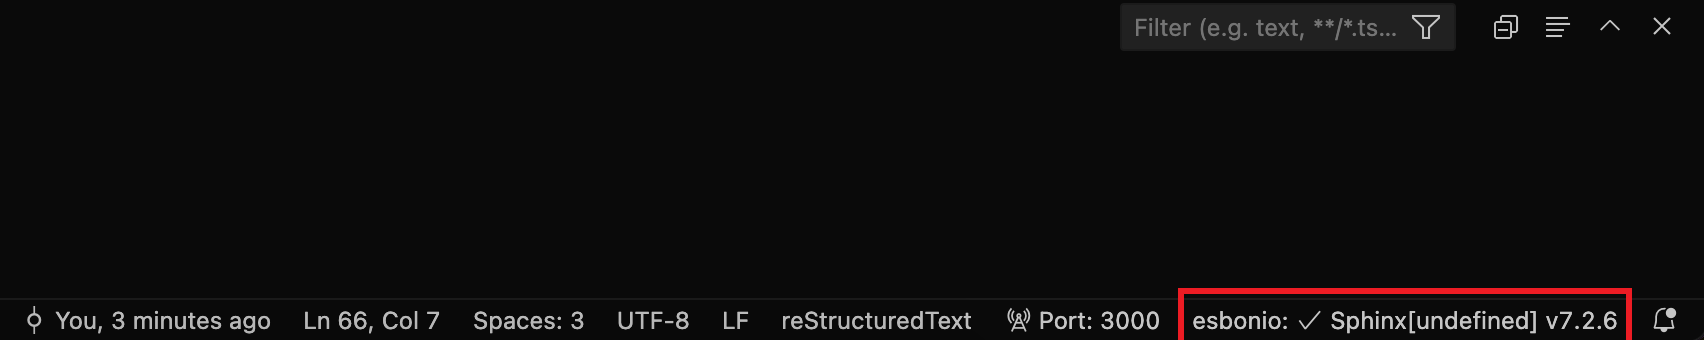 Filter (e.g. text, **/*.ts...
You, 3 minutes ago Ln 66, Col 7 Spaces: 3 UTF-8 LF reStructuredText Port: 3000 esbonio: ✓ Sphinx[undefined] v7.2.6